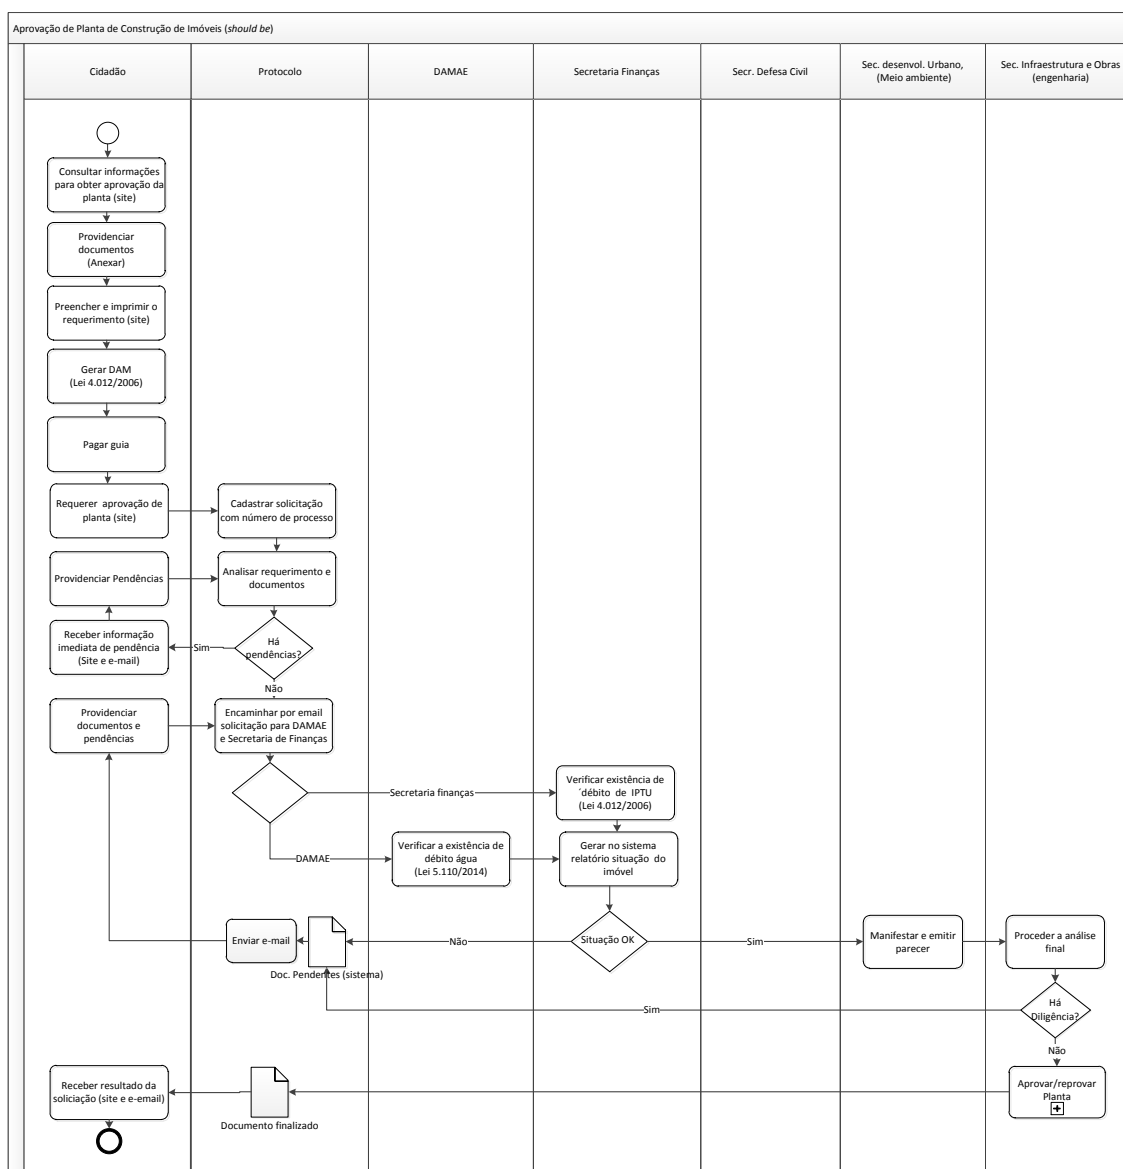 Aprovação de Planta de Construção de Imóveis (should be)
Cidadão
Protocolo
DAMAE
Secretaria Finanças
Secr. Defesa Civil
Sec. desenvol. Urbano,
(Meio ambiente)
Sec. Infraestrutura e Obras
(engenharia)
Consultar informações
para obter aprovação da
planta (site)
Providenciar
documentos
(Anexar)
Preencher e imprimir o
requerimento (site)
Gerar DAM
(Lei 4.012/2006)
Pagar guia
Requerer aprovação de
planta (site)
Cadastrar solicitação
com número de processo
Providenciar Pendências
Analisar requerimento e
documentos
Receber informação
imediata de pendência
(Site e e-mail)
Sim
Há
pendências?
Não
Providenciar
documentos e
pendências
Encaminhar por email
solicitação para DAMAE
e Secretaria de Finanças
Secretaria finanças
Verificar existência de
´débito de IPTU
(Lei 4.012/2006)
DAMAE
Verificar a existência de
débito água
(Lei 5.110/2014)
Gerar no sistema
relatório situação do
imóvel
Enviar e-mail
Doc. Pendentes (sistema)
Não
Situação OK
Sim
Manifestar e emitir
parecer
Proceder a análise
final
Sim
Há
Diligência?
Não
Receber resultado da
soliciação (site e e-email)
Documento finalizado
Aprovar/reprovar
Planta